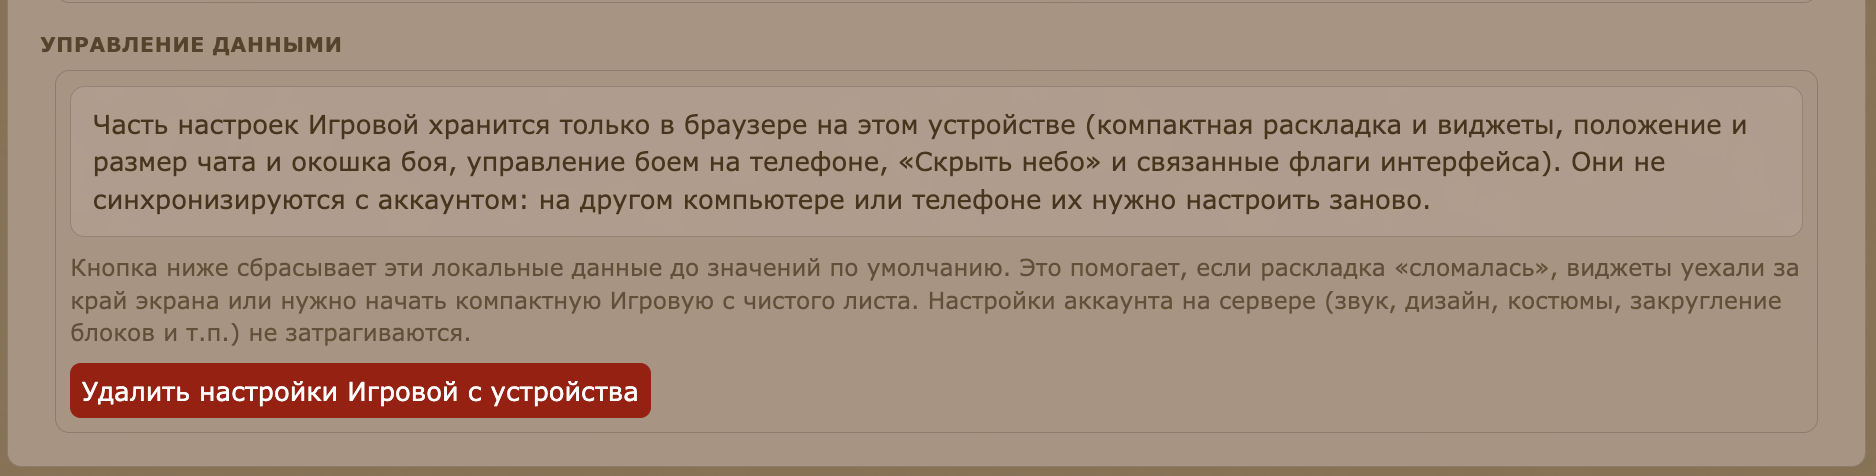 УПРАВЛЕНИЕ ДАННЫМИ
Часть настроек Игровой хранится только в браузере на этом устройстве (компактная раскладка и виджеты, положение и
размер чата и окошка боя, управление боем на телефоне, «Скрыть небо» и связанные флаги интерфейса). Они не
синхронизируются с аккаунтом: на другом компьютере или телефоне их нужно настроить заново.
Кнопка ниже сбрасывает эти локальные данные до значений по умолчанию. Это помогает, если раскладка «сломалась», виджеты уехали за
край экрана или нужно начать компактную Игровую с чистого листа. Настройки аккаунта на сервере (звук, дизайн, костюмы, закругление
блоков и т.п.) не затрагиваются.
Удалить настройки Игровой с устройства